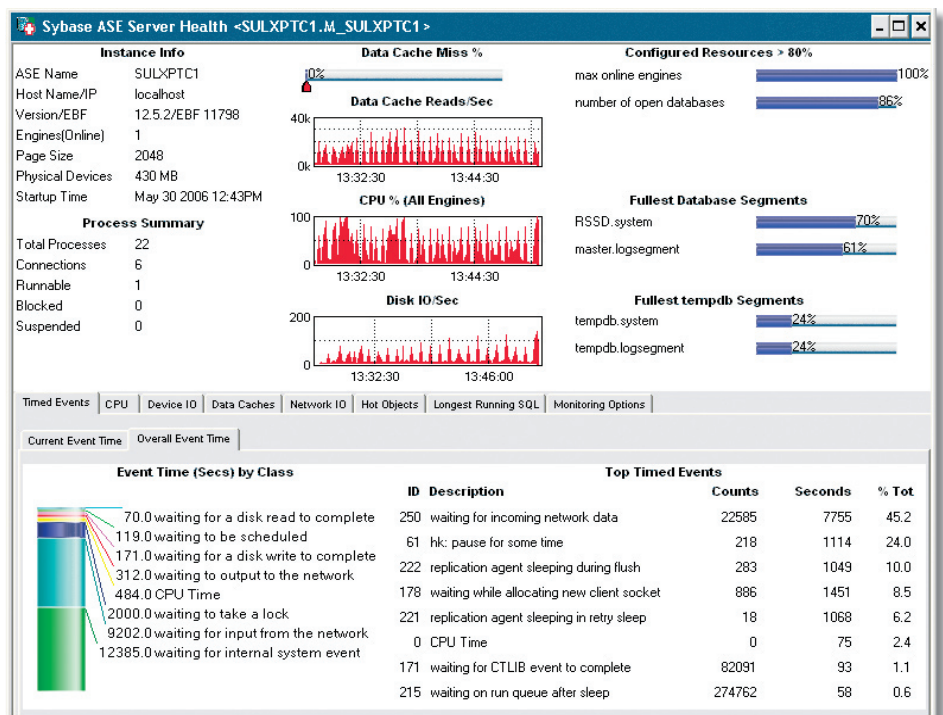 Sybase ASE Server Health <SULXPTC1.M_SULXPTC1>
Instance Info
ASE Name SULXPTC1
Host Name/IP localhost
Version/EBF 12.5.2/EBF 11798
Engines(Online) 1
Page Size 2048
Physical Devices 430 MB
Startup Time May 30 2006 12:43PM
Process Summary
Total Processes 22
Connections 6
Runnable 1
Blocked 0
Suspended 0
Data Cache Miss %
0%
Data Cache Reads/Sec
40k
0k
13:32:30 13:44:30
CPU % (All Engines)
100
0
13:32:30 13:44:30
Disk IO/Sec
200
0
13:32:30 13:46:00
Configured Resources > 80%
max online engines 100%
number of open databases 86%
Fullest Database Segments
RSSD.system 70%
master.logsegment 61%
Fullest tempdb Segments
tempdb.system 24%
tempdb.logsegment 24%
Timed Events CPU Device IO Data Caches Network IO Hot Objects Longest Running SQL Monitoring Options
Current Event Time Overall Event Time
Event Time (Secs) by Class
70.0 waiting for a disk read to complete
119.0 waiting to be scheduled
171.0 waiting for a disk write to complete
312.0 waiting to output to the network
484.0 CPU Time
2000.0 waiting to take a lock
9202.0 waiting for input from the network
12385.0 waiting for internal system event
Top Timed Events
ID Description Counts Seconds % Tot
250 waiting for incoming network data 22585 7755 45.2
61 hk: pause for some time 218 1114 24.0
222 replication agent sleeping during flush 283 1049 10.0
178 waiting while allocating new client socket 886 1451 8.5
221 replication agent sleeping in retry sleep 18 1068 6.2
0 CPU Time 0 75 2.4
171 waiting for CTLIB event to complete 82091 93 1.1
215 waiting on run queue after sleep 274762 58 0.6